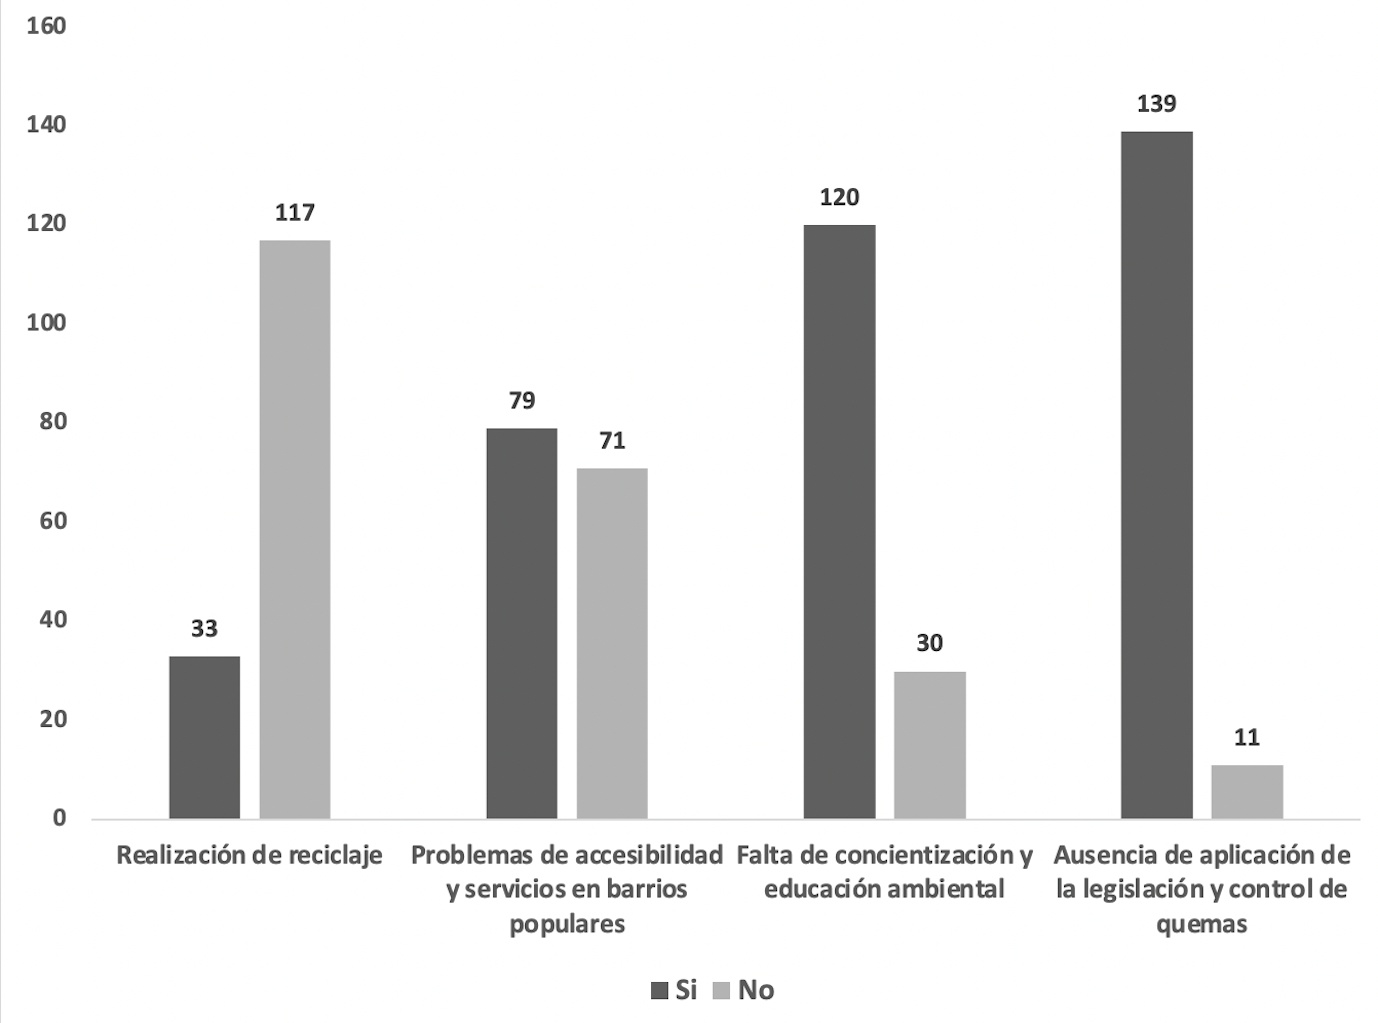 160
140
120
100
80
60
40
20
0
33
117
79
71
120
30
139
11
Realización de reciclaje
Problemas de accesibilidad
y servicios en barrios
populares
Falta de concientización y
educación ambiental
Ausencia de aplicación de
la legislación y control de
quemas
Si
No